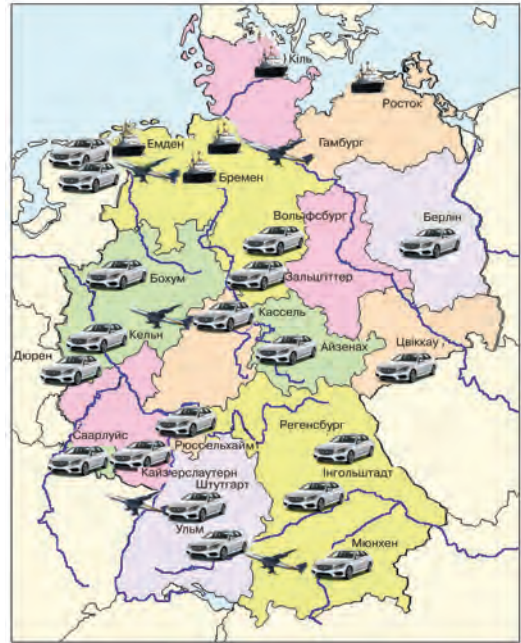 Кіль
Росток
Емден
Гамбург
Бремен
Вольфсбург
Берлін
Зальцгіттер
Бохум
Кассель
Кельн
Айзенах
Цвіккау
Дюрен
Регенсбург
Саарлуїс
Рюссельхайм
Кайзерслаутерн
Інгольштадт
Штутгарт
Ульм
Мюнхен